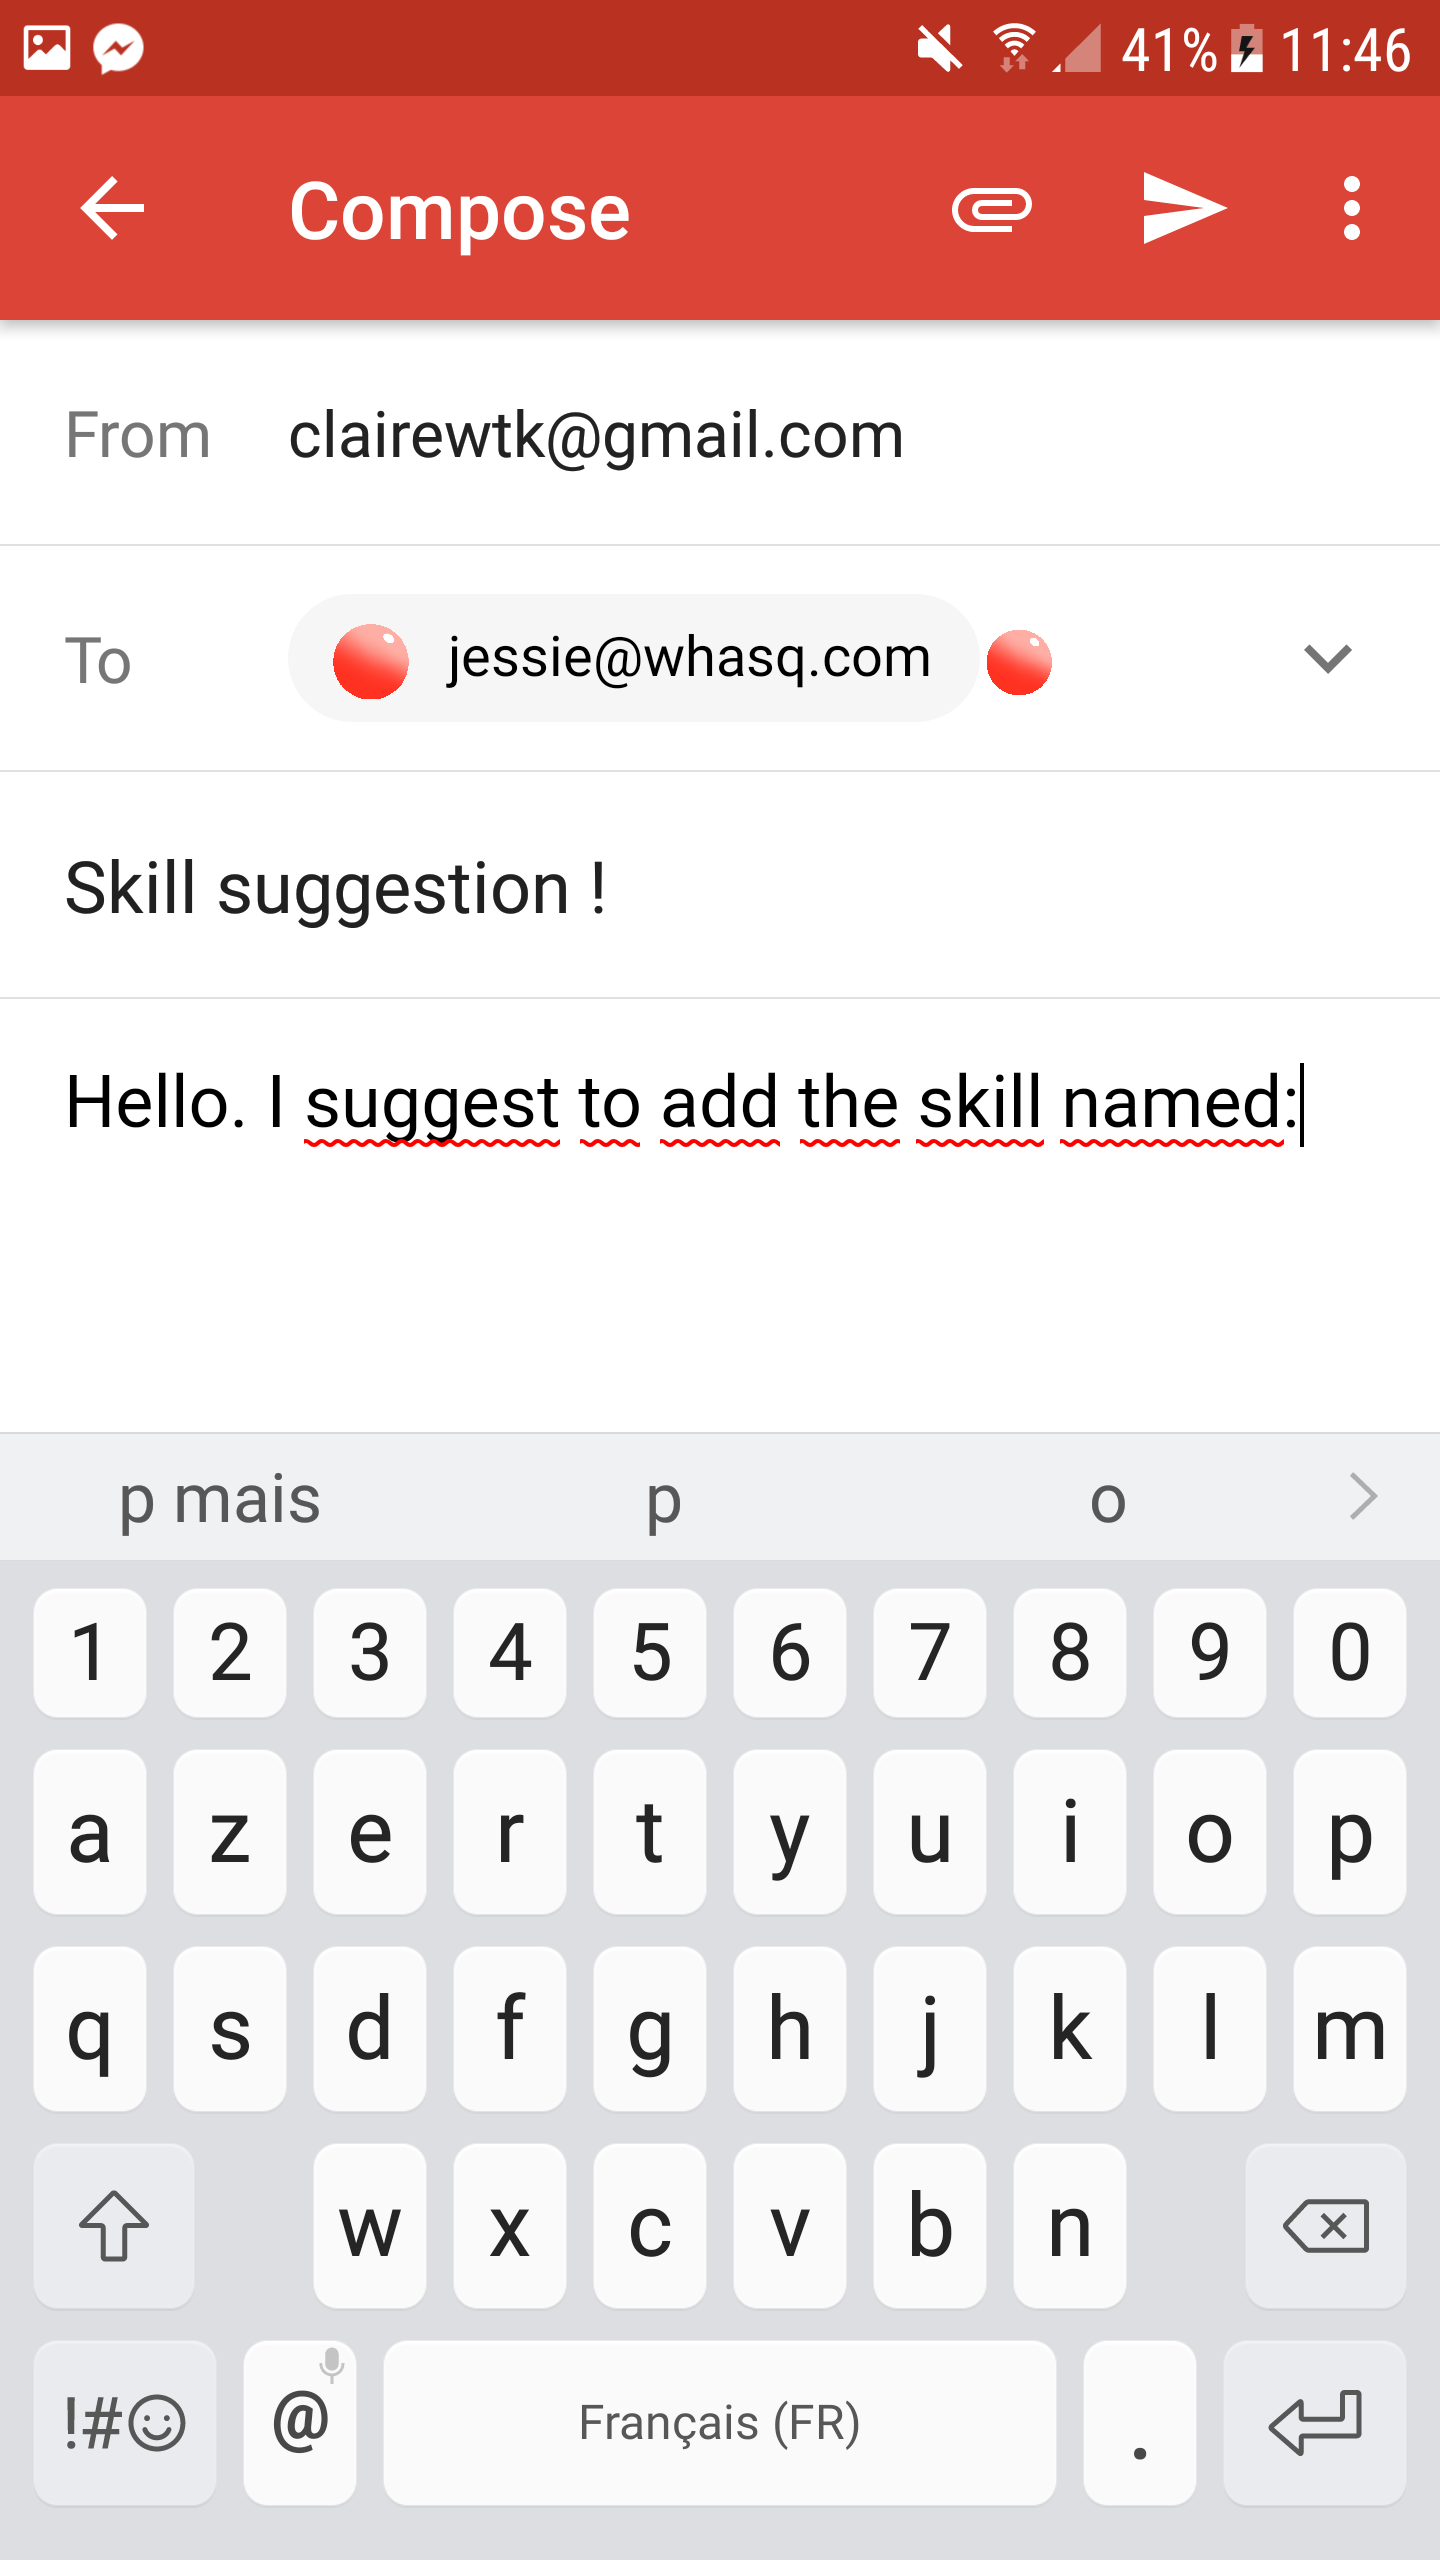 41% 11:46
Compose
From clairewtk@gmail.com
To jessie@whasq.com
Skill suggestion !
Hello. I suggest to add the skill named:
p mais p o
1 2 3 4 5 6 7 8 9 0
a z e r t y u i o p
q s d f g h j k l m
w x c v b n
!#☺ @ Français (FR) .